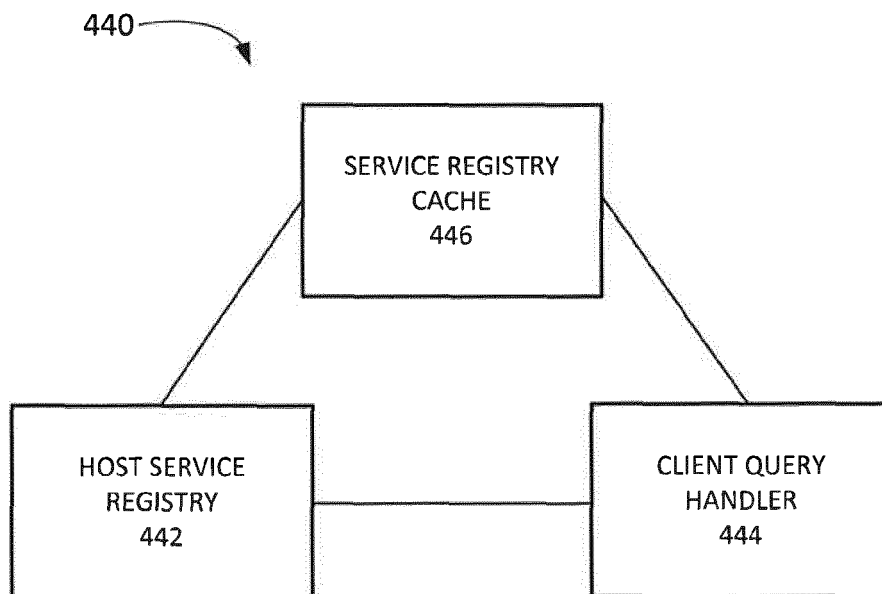 440
SERVICE REGISTRY
CACHE
446
HOST SERVICE
REGISTRY
442
CLIENT QUERY
HANDLER
444